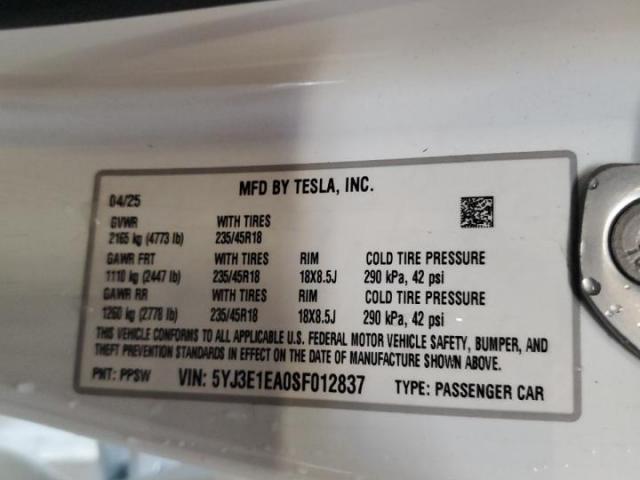 MFD BY TESLA, INC.
04/25
GVWR WITH TIRES
2165 kg (4773 lb) 235/45R18
GAWR FRT WITH TIRES RIM COLD TIRE PRESSURE
1110 kg (2447 lb) 235/45R18 18X8.5J 290 kPa, 42 psi
GAWR RR WITH TIRES RIM COLD TIRE PRESSURE
1260 kg (2778 lb) 235/45R18 18X8.5J 290 kPa, 42 psi
THIS VEHICLE CONFORMS TO ALL APPLICABLE U.S. FEDERAL MOTOR VEHICLE SAFETY, BUMPER, AND
THEFT PREVENTION STANDARDS IN EFFECT ON THE DATE OF MANUFACTURE SHOWN ABOVE.
PNT: PPSW VIN: 5YJ3E1EA0SF012837 TYPE: PASSENGER CAR